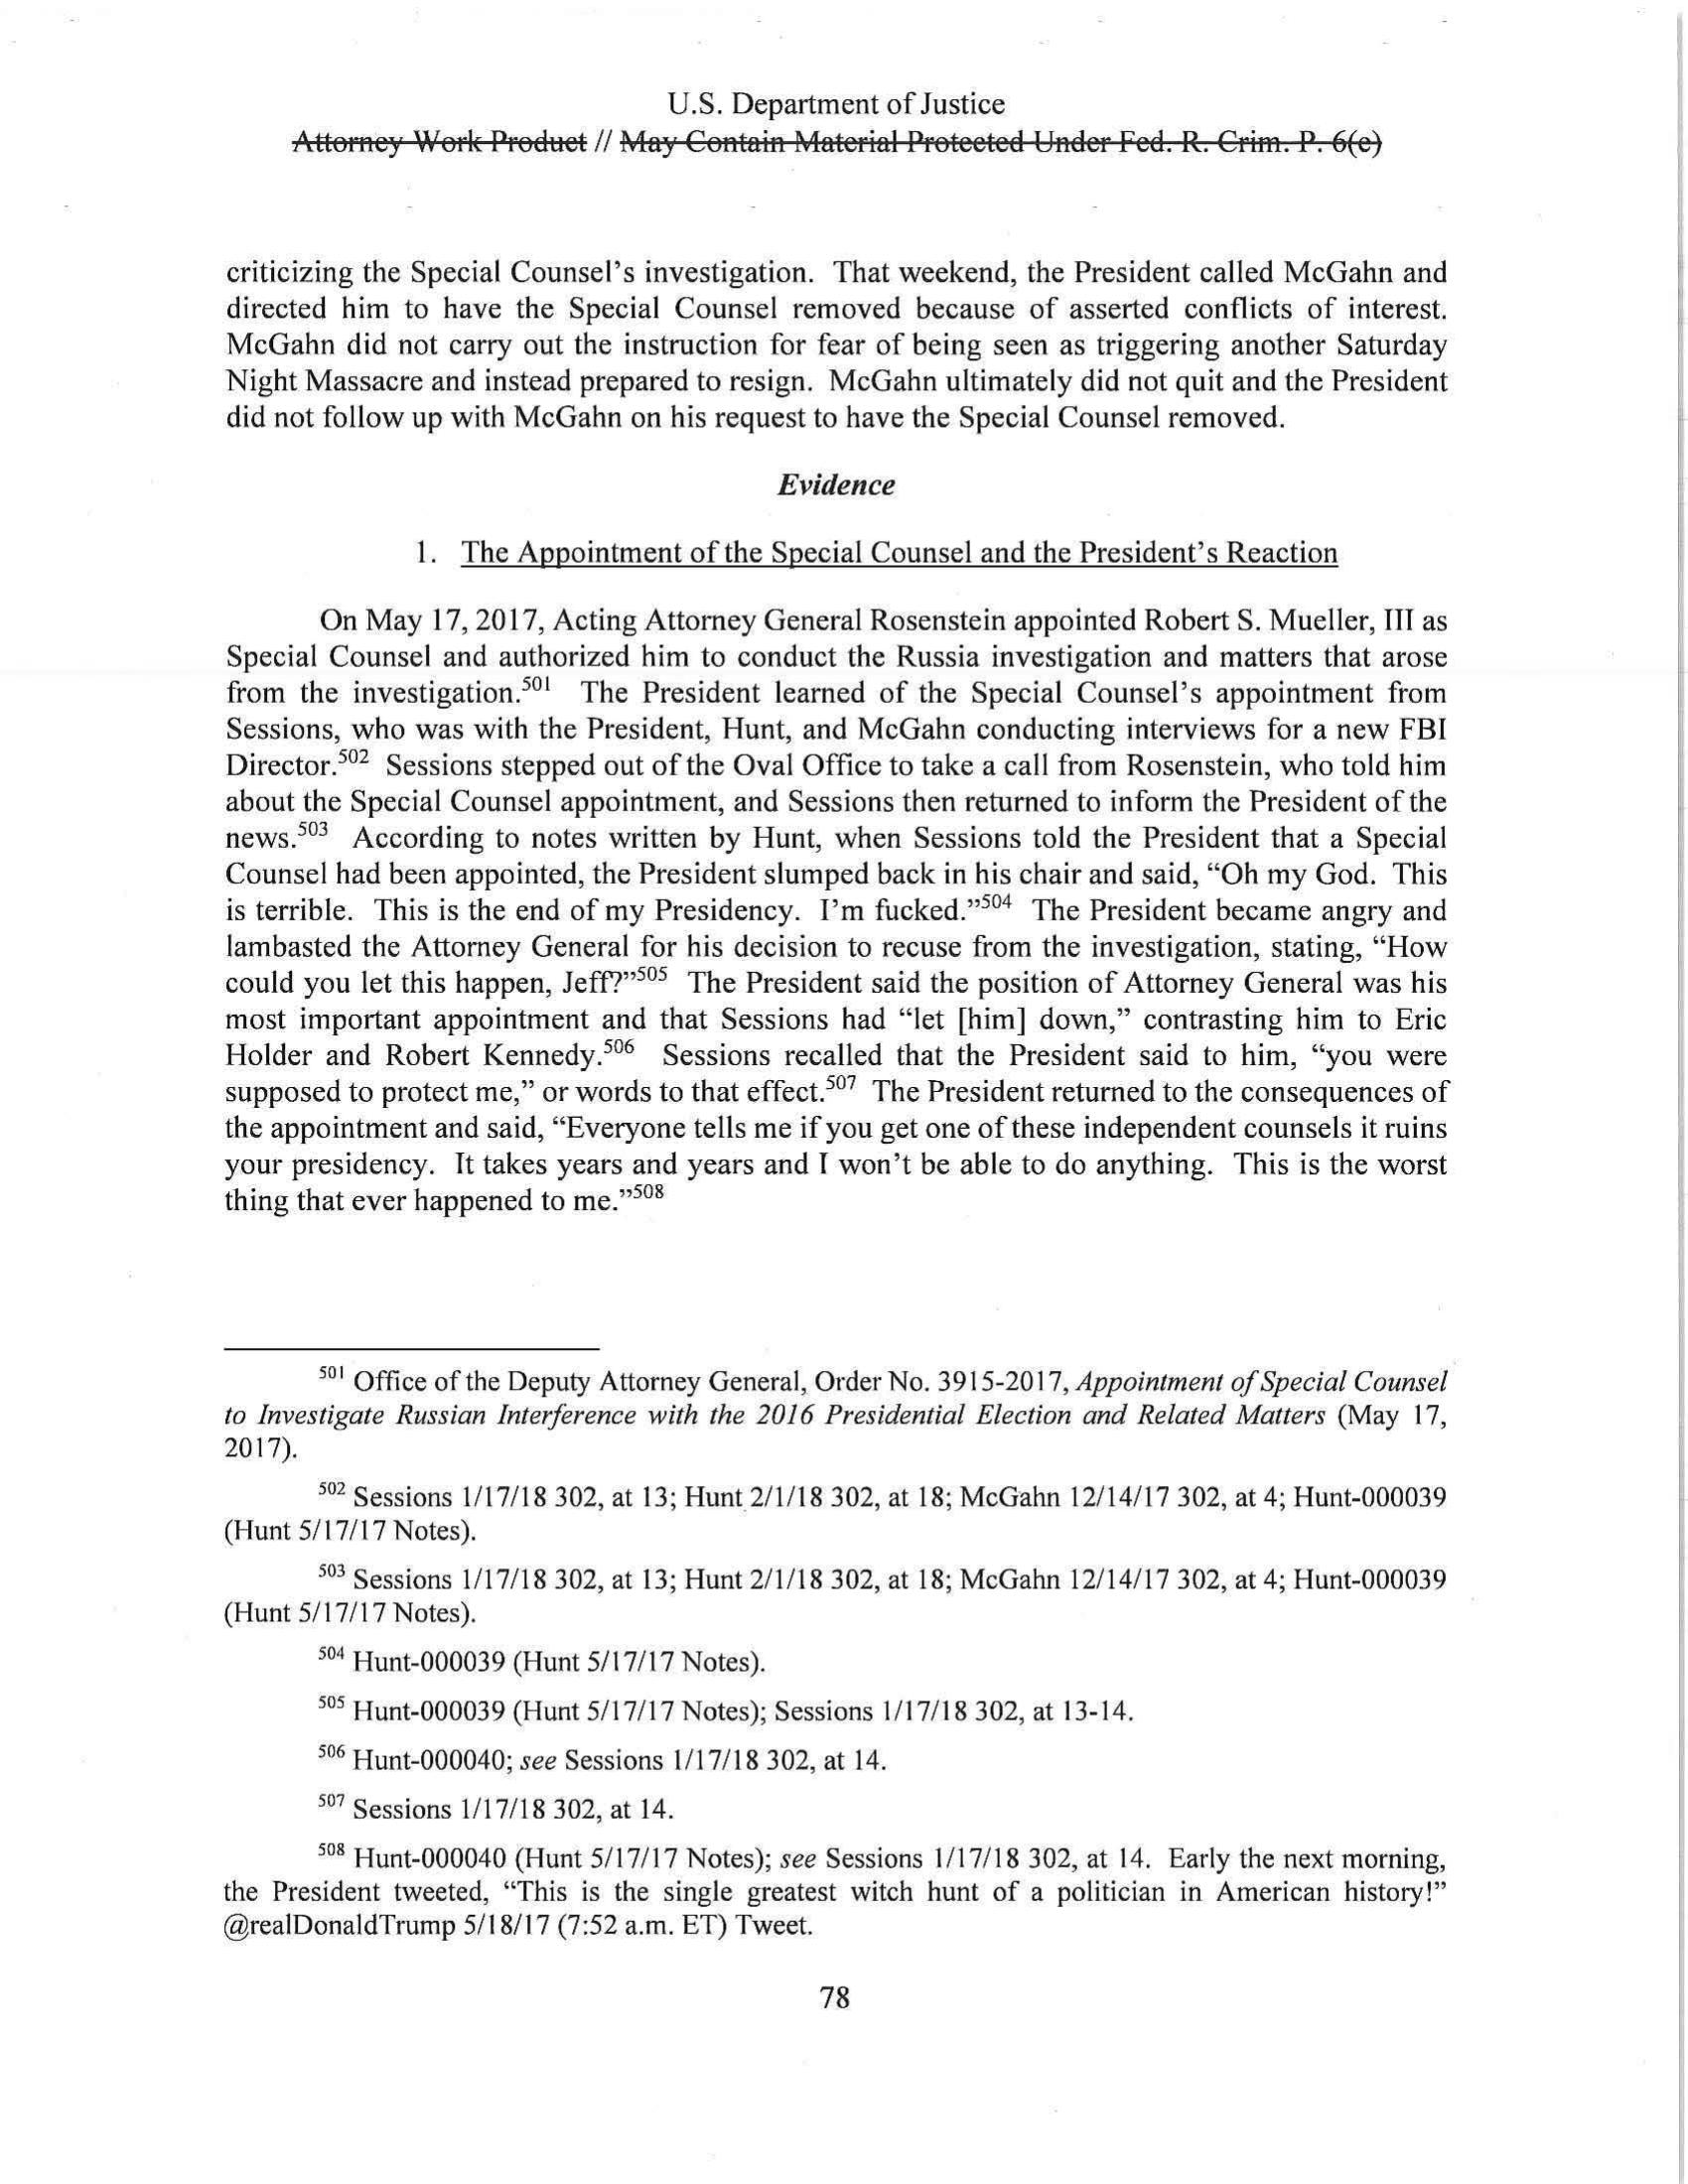 U.S. Department of Justice
Attorney Work Product // May Contain Material Protected Under Fed. R. Crim. P. 6(e)
criticizing the Special Counsel’s investigation. That weekend, the President called McGahn and
directed him to have the Special Counsel removed because of asserted conflicts of interest.
McGahn did not carry out the instruction for fear of being seen as triggering another Saturday
Night Massacre and instead prepared to resign. McGahn ultimately did not quit and the President
did not follow up with McGahn on his request to have the Special Counsel removed.
Evidence
1. The Appointment of the Special Counsel and the President’s Reaction
On May 17, 2017, Acting Attorney General Rosenstein appointed Robert S. Mueller, III as
Special Counsel and authorized him to conduct the Russia investigation and matters that arose
from the investigation.501 The President learned of the Special Counsel’s appointment from
Sessions, who was with the President, Hunt, and McGahn conducting interviews for a new FBI
Director.502 Sessions stepped out of the Oval Office to take a call from Rosenstein, who told him
about the Special Counsel appointment, and Sessions then returned to inform the President of the
news.503 According to notes written by Hunt, when Sessions told the President that a Special
Counsel had been appointed, the President slumped back in his chair and said, “Oh my God. This
is terrible. This is the end of my Presidency. I’m fucked.”504 The President became angry and
lambasted the Attorney General for his decision to recuse from the investigation, stating, “How
could you let this happen, Jeff?”505 The President said the position of Attorney General was his
most important appointment and that Sessions had “let [him] down,” contrasting him to Eric
Holder and Robert Kennedy.506 Sessions recalled that the President said to him, “you were
supposed to protect me,” or words to that effect.507 The President returned to the consequences of
the appointment and said, “Everyone tells me if you get one of these independent counsels it ruins
your presidency. It takes years and years and I won’t be able to do anything. This is the worst
thing that ever happened to me.”508
501 Office of the Deputy Attorney General, Order No. 3915-2017, Appointment of Special Counsel
to Investigate Russian Interference with the 2016 Presidential Election and Related Matters (May 17,
2017).
502 Sessions 1/17/18 302, at 13; Hunt 2/1/18 302, at 18; McGahn 12/14/17 302, at 4; Hunt-000039
(Hunt 5/17/17 Notes).
503 Sessions 1/17/18 302, at 13; Hunt 2/1/18 302, at 18; McGahn 12/14/17 302, at 4; Hunt-000039
(Hunt 5/17/17 Notes).
504 Hunt-000039 (Hunt 5/17/17 Notes).
505 Hunt-000039 (Hunt 5/17/17 Notes); Sessions 1/17/18 302, at 13-14.
506 Hunt-000040; see Sessions 1/17/18 302, at 14.
507 Sessions 1/17/18 302, at 14.
508 Hunt-000040 (Hunt 5/17/17 Notes); see Sessions 1/17/18 302, at 14. Early the next morning,
the President tweeted, “This is the single greatest witch hunt of a politician in American history!”
@realDonaldTrump 5/18/17 (7:52 a.m. ET) Tweet.
78